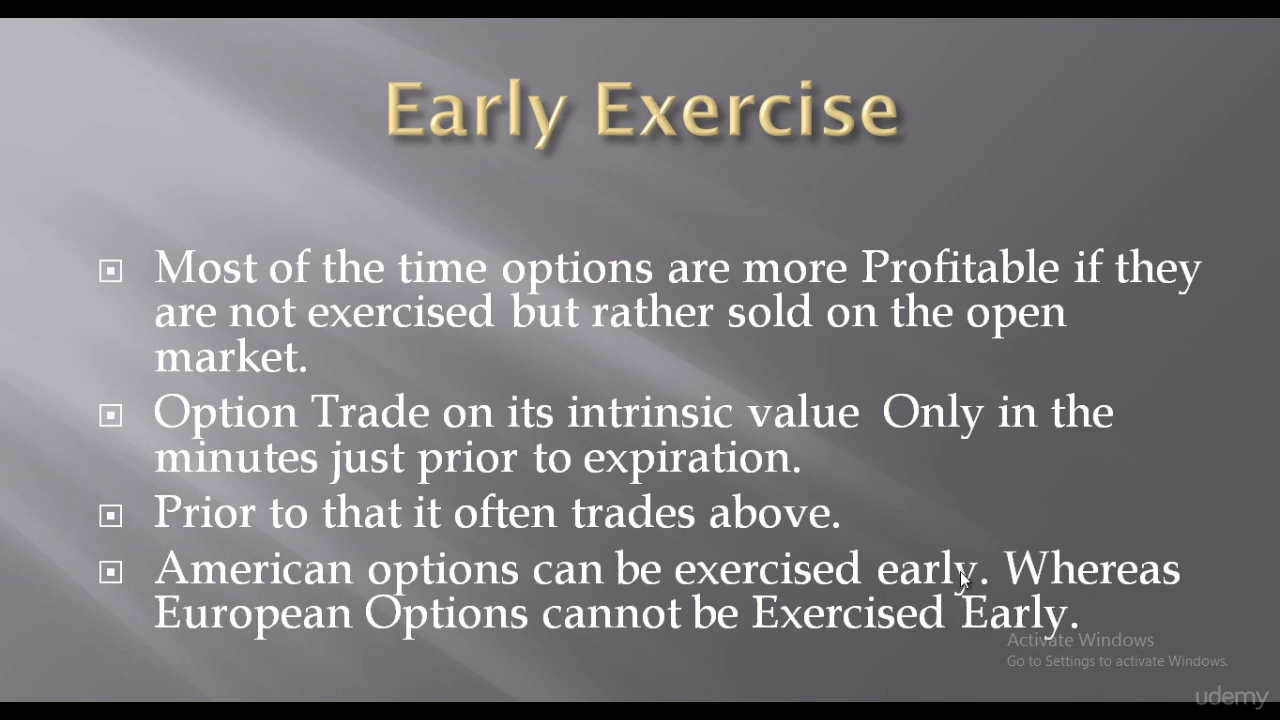 Early Exercise
Most of the time options are more Profitable if they
are not exercised but rather sold on the open
market.
Option Trade on its intrinsic value Only in the
minutes just prior to expiration.
Prior to that it often trades above.
American options can be exercised early. Whereas
European Options cannot be Exercised Early.
Activate Windows
Go to Settings to activate Windows.
udemy